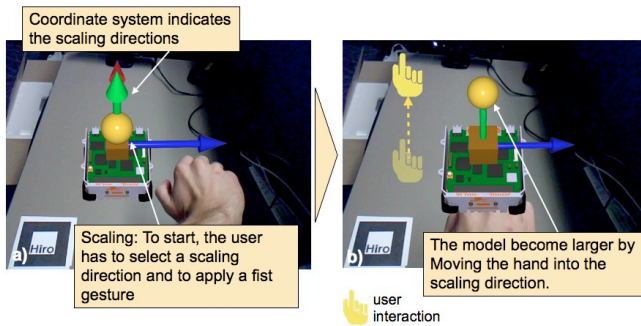 Coordinate system indicates
the scaling directions
a)
Hiro
Scaling: To start, the user
has to select a scaling
direction and to apply a fist
gesture
b)
Hiro
The model become larger by
Moving the hand into the
scaling direction.
user
interaction